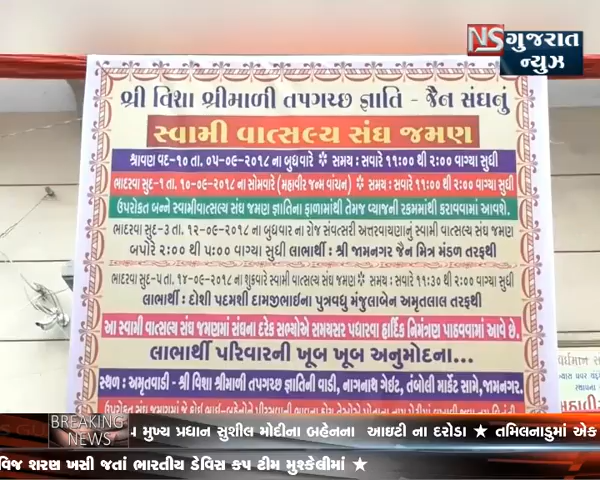 NS ગુજરાત
ન્યુઝ
શ્રી વિશા શ્રીમાળી તપગચ્છ જ્ઞાતિ - જૈન સંઘનું
સ્વામી વાત્સલ્ય સંઘ જમણ
શ્રાવણ વદ-૧૦ તા. ૦૫-૦૯-૨૦૧૮ ના બુધવારે * સમય : સવારે ૧૧:૦૦ થી ૨:૦૦ વાગ્યા સુધી
ભાદરવા સુદ-૧ તા. ૧૦-૦૯-૨૦૧૮ ના સોમવારે (મહાવીર જન્મ વાંચન) * સમય : સવારે ૧૧:૦૦ થી ૨:૦૦ વાગ્યા સુધી
ઉપરોક્ત બન્ને સ્વામીવાત્સલ્ય સંઘ જમણ જ્ઞાતિના ફાળામાંથી તેમજ વ્યાજની રકમમાંથી કરાવવામાં આવશે.
ભાદરવા સુદ-૩ તા. ૧૨-૦૯-૨૦૧૮ ના બુધવારના રોજ સંવત્સરી અત્તરવાયણાનું સ્વામી વાત્સલ્ય સંઘ જમણ
બપોરે ૨:૦૦ થી ૫:૦૦ વાગ્યા સુધી લાભાર્થી : શ્રી જામનગર જૈન મિત્ર મંડળ તરફથી
ભાદરવા સુદ-૫ તા. ૧૪-૦૯-૨૦૧૮ ના શુક્રવારે સ્વામી વાત્સલ્ય સંઘ જમણ * સમય : સવારે ૧૧:૩૦ થી ૨:૦૦ વાગ્યા સુધી
લાભાર્થી : દોશી પદમશી દામજીભાઈના પુત્રવધુ મંજુલાબેન અમૃતલાલ તરફથી
આ સ્વામી વાત્સલ્ય સંઘ જમણમાં સંઘના દરેક સભ્યોએ સમયસર પધારવા હાર્દિક નિમંત્રણ પાઠવવામાં આવે છે.
લાભાર્થી પરિવારની ખૂબ ખૂબ અનુમોદના...
સ્થળ : અમૃતવાડી - શ્રી વિશા શ્રીમાળી તપગચ્છ જ્ઞાતિની વાડી, નાગનાથ ગેઈટ, તંબોલી માર્કેટ સામે, જામનગર.
BREAKING
NEWS
મુખ્ય પ્રધાન સુશીલ મોદીના બહેનના આઇટી ના દરોડા ★ તમિલનાડુમાં એક
વિજ શરણ ખસી જતાં ભારતીય ડેવિસ કપ ટીમ મુશ્કેલીમાં ★